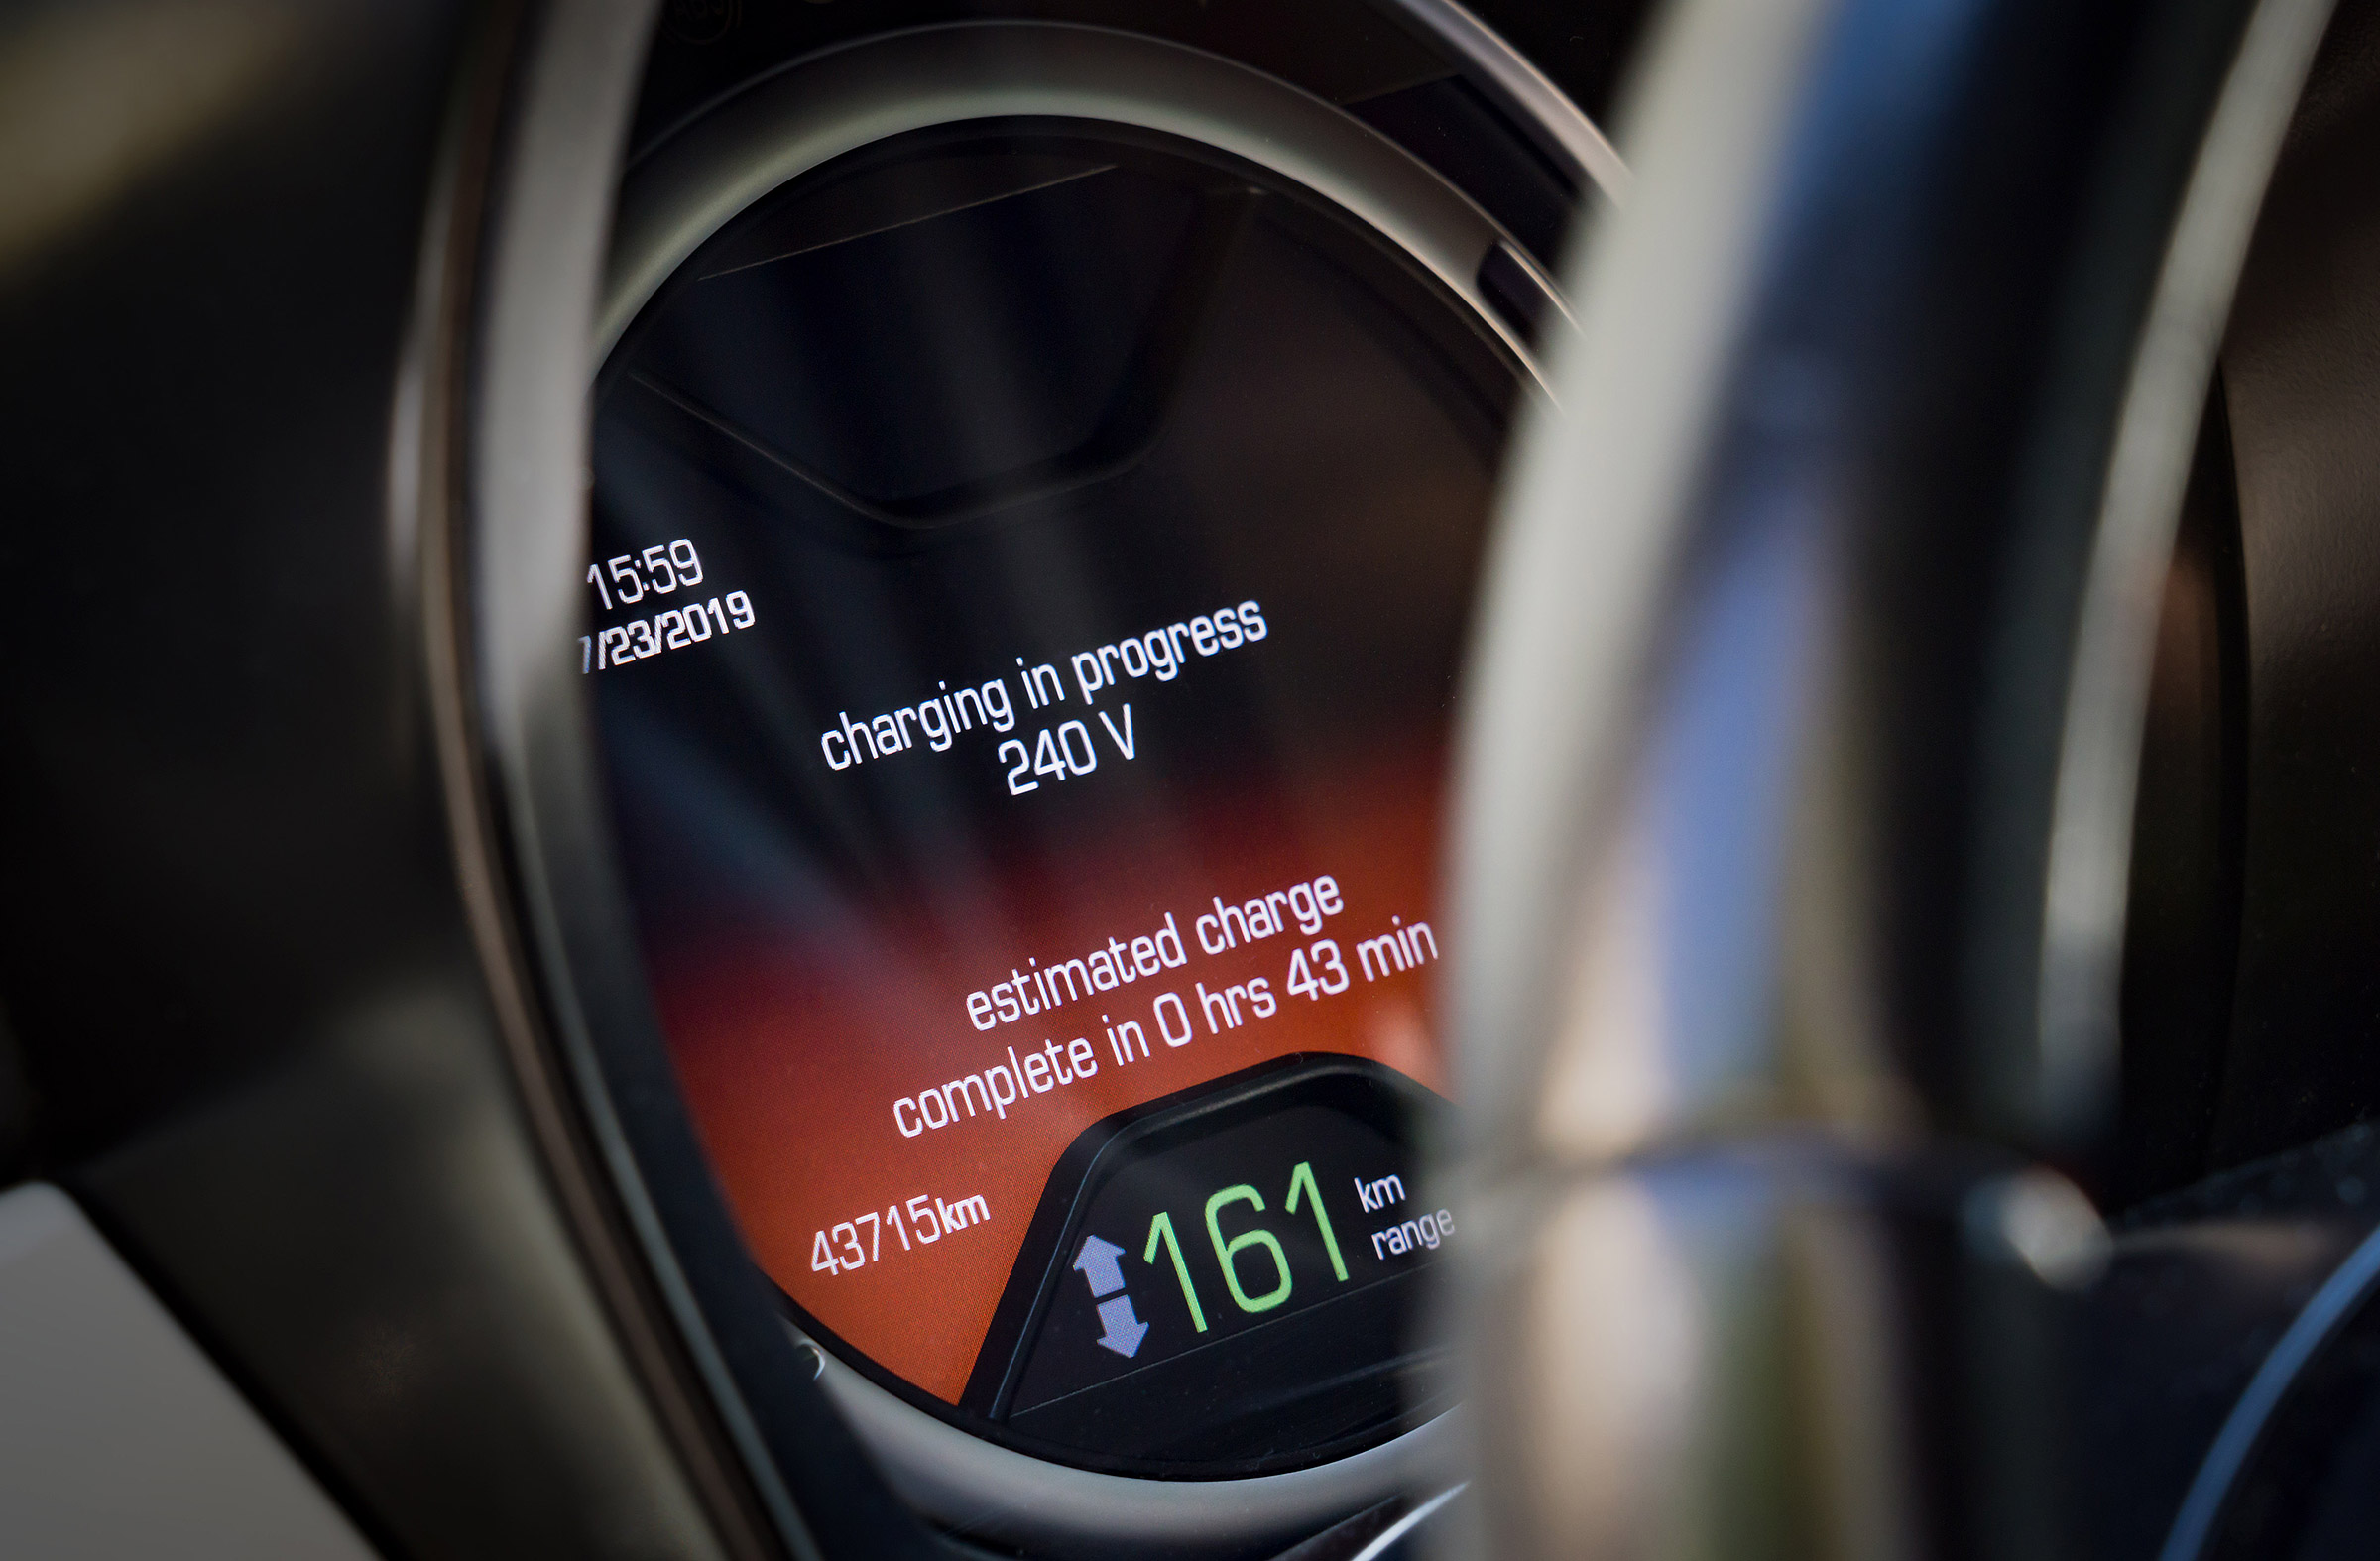 15:59
/23/2019
charging in progress
240 V
estimated charge
complete in 0 hrs 43 min
43715km
161
km
range